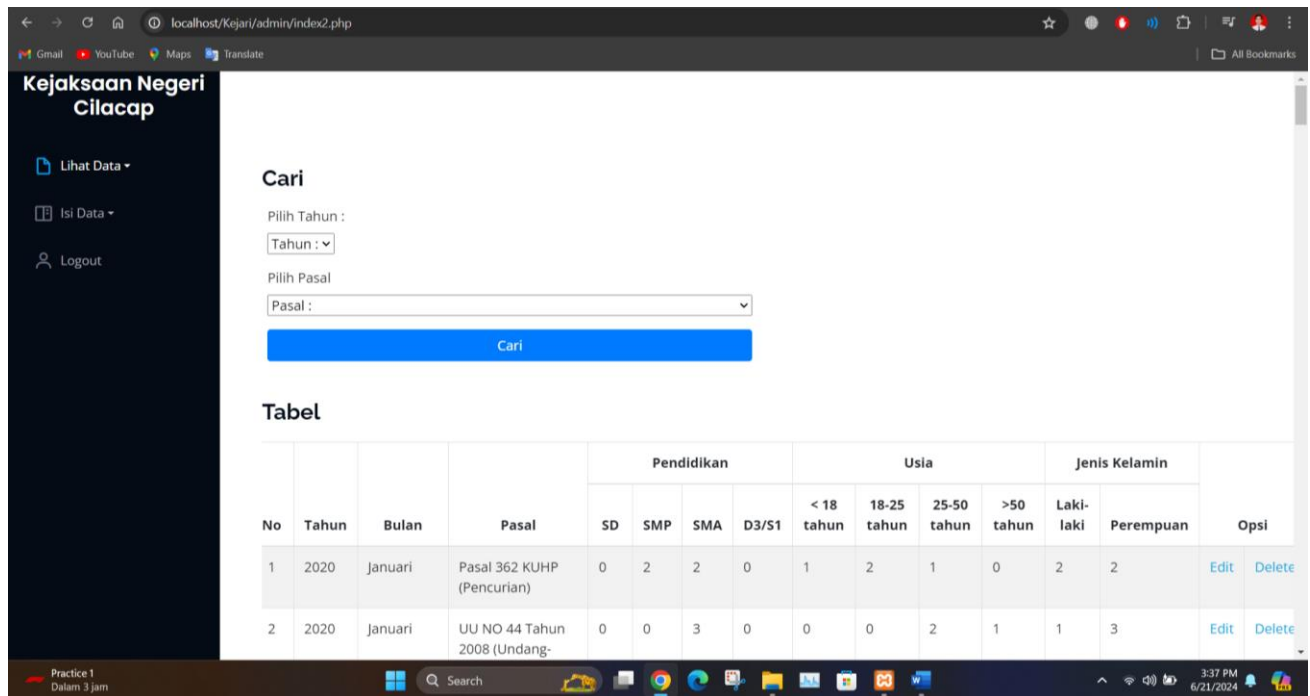 localhost/Kejari/admin/index2.php
Gmail YouTube Maps Translate All Bookmarks
Kejaksaan Negeri
Cilacap
Lihat Data
Isi Data
Logout
Cari
Pilih Tahun :
Tahun :
Pilih Pasal
Pasal :
Cari
Tabel
Pendidikan Usia Jenis Kelamin
No Tahun Bulan Pasal SD SMP SMA D3/S1 < 18 tahun 18-25 tahun 25-50 tahun >50 tahun Laki-laki Perempuan Opsi
1 2020 Januari Pasal 362 KUHP 0 2 2 0 1 2 1 0 2 2 Edit Delete
(Pencurian)
2 2020 Januari UU NO 44 Tahun 0 0 3 0 0 0 2 1 1 3 Edit Delete
2008 (Undang-
Practice 1
Dalam 3 jam
Search
3:37 PM
6/21/2024